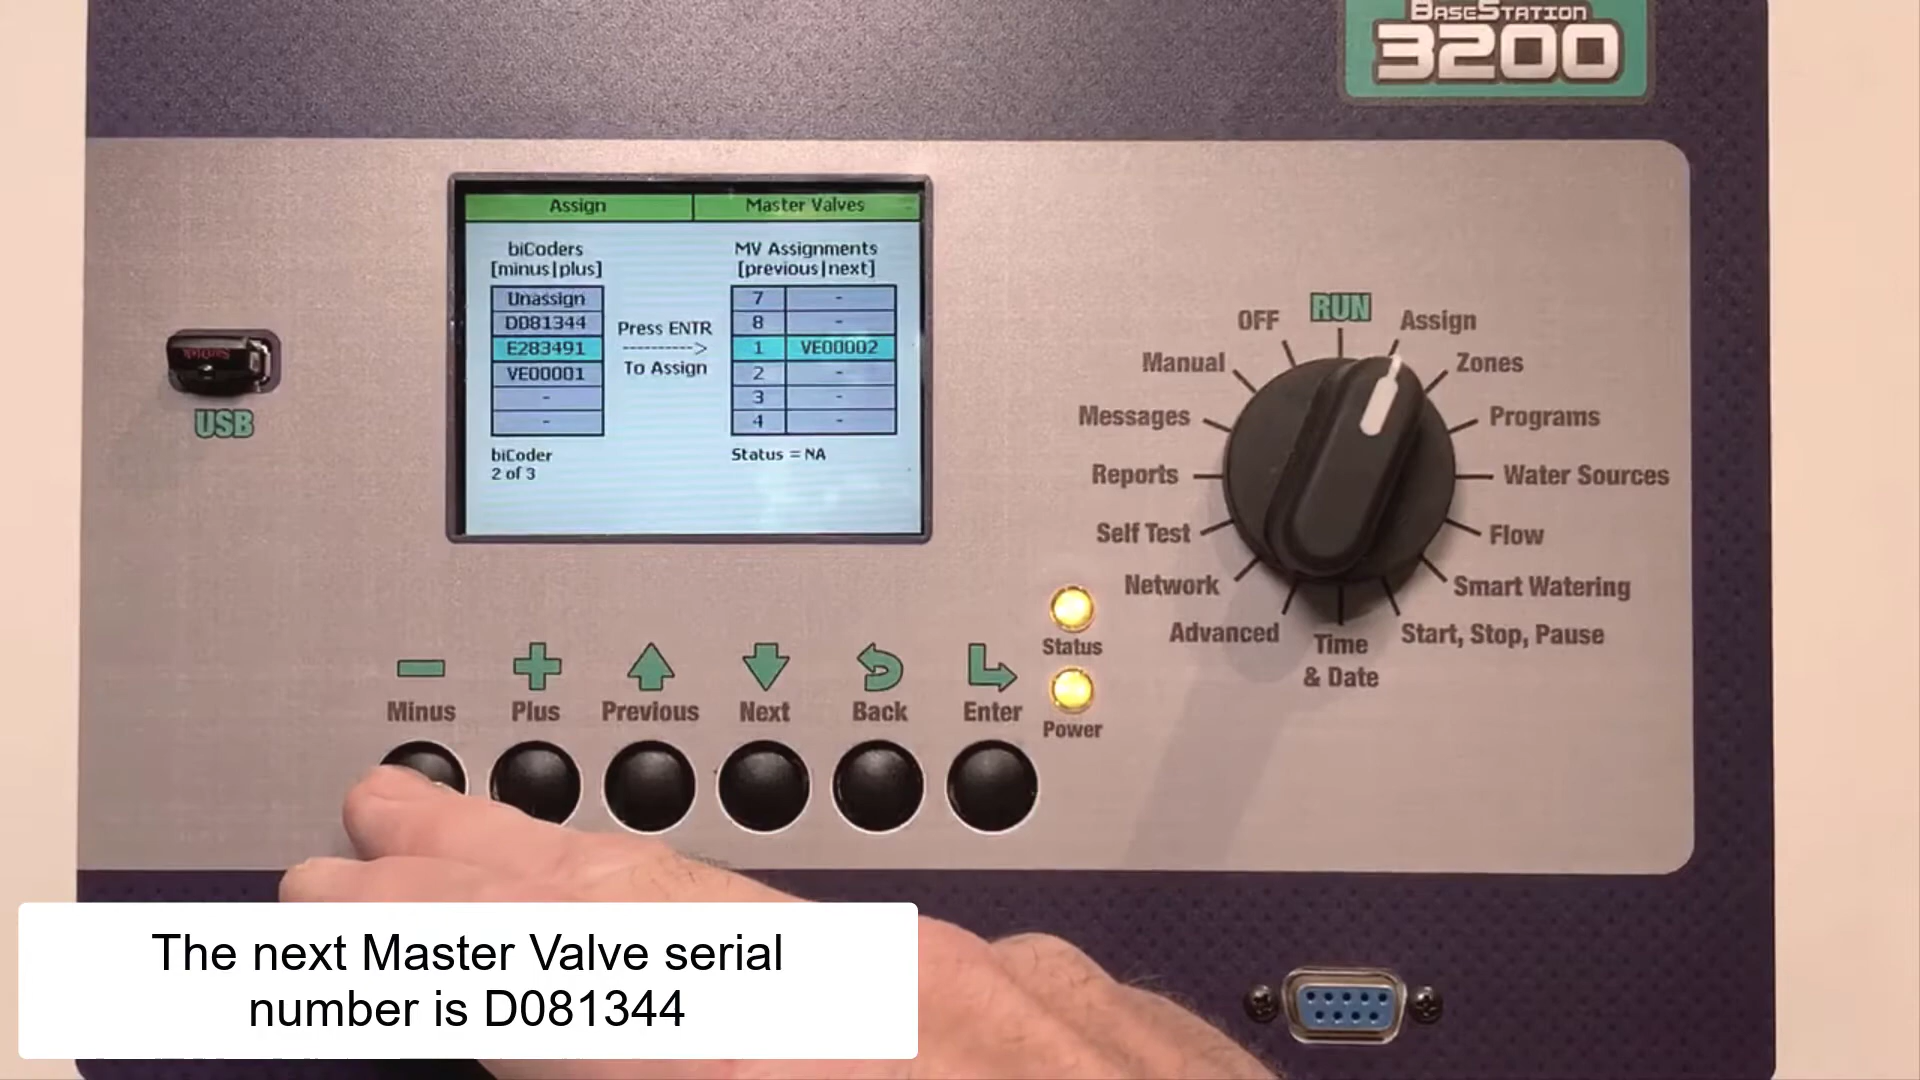 BASESTATION
3200
Assign Master Valves
biCoders MV Assignments
[minus|plus] [previous|next]
Unassign 7 -
D081344 8 -
Press ENTR
E283491 ----------> 1 VE00002
To Assign
VE00001 2 -
- 3 -
- 4 -
biCoder Status = NA
2 of 3
SanDisk
USB
OFF
RUN
Assign
Manual
Zones
Messages
Programs
Reports
Water Sources
Self Test
Flow
Network
Smart Watering
Advanced
Time
& Date
Start, Stop, Pause
Status
Power
Minus Plus Previous Next Back Enter
The next Master Valve serial
number is D081344